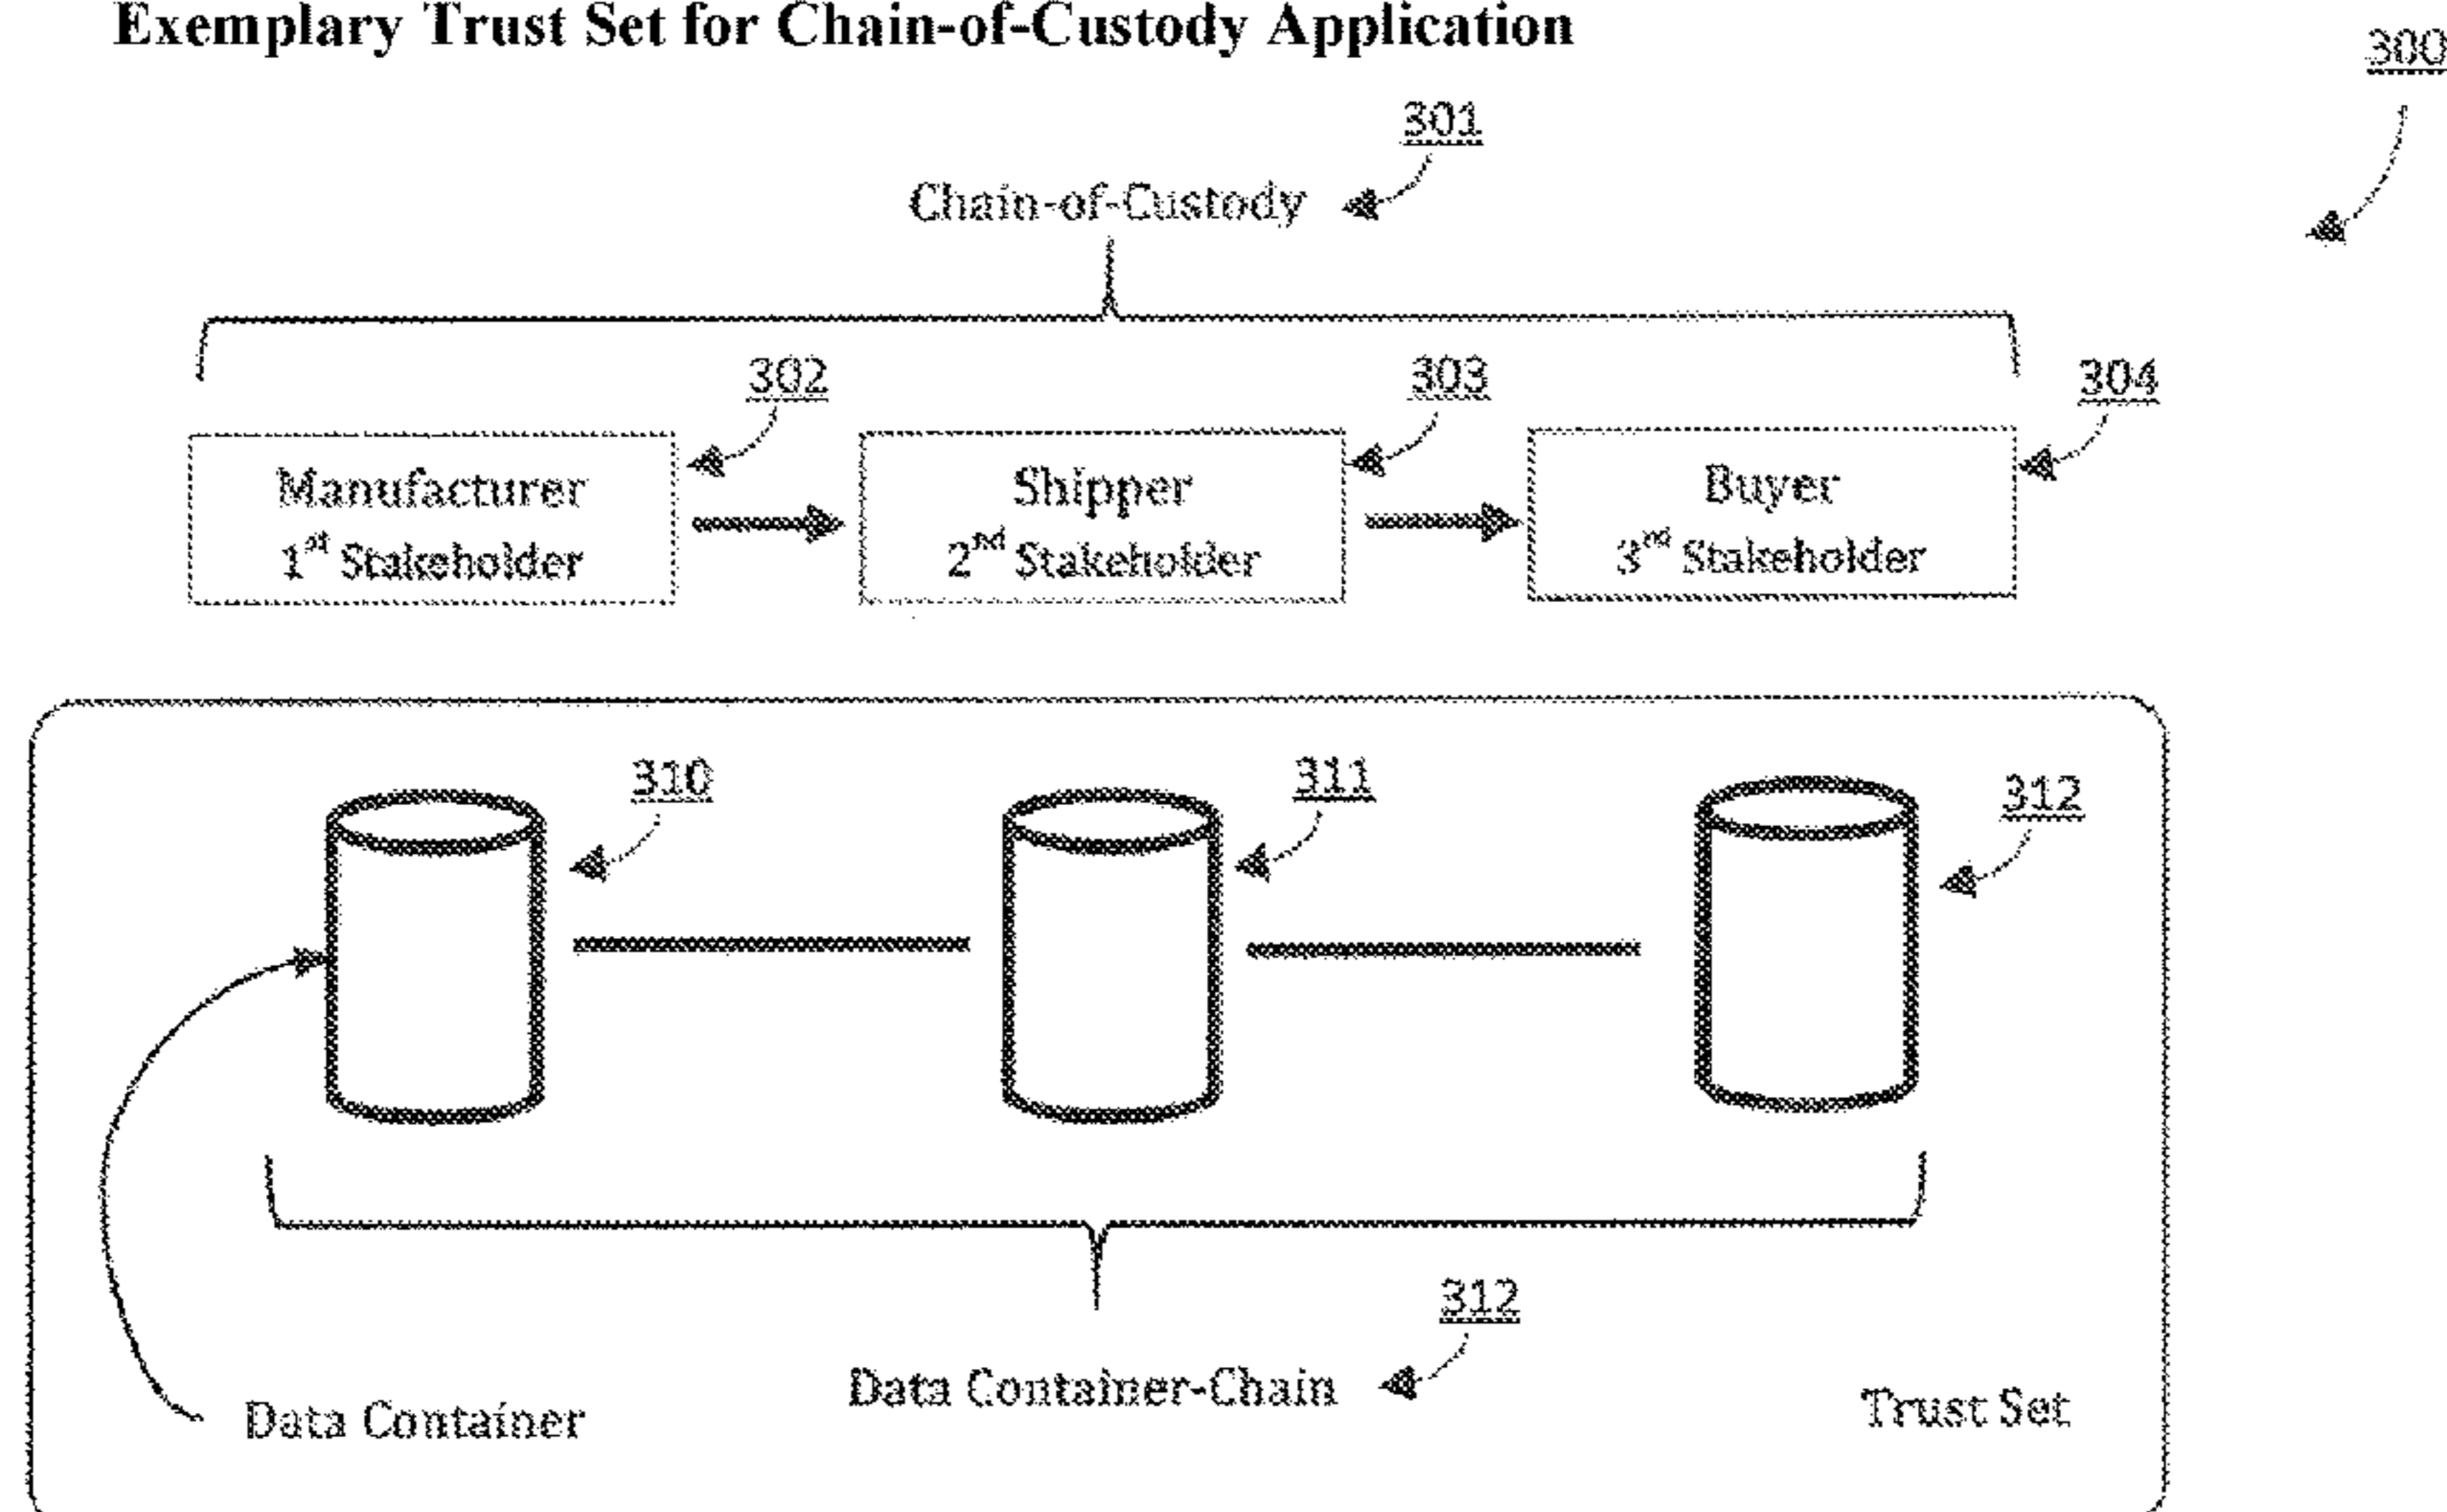 Exemplary Trust Set for Chain-of-Custody Application
300
301
Chain-of-Custody
302
303
304
Manufacturer
1st Stakeholder
Shipper
2nd Stakeholder
Buyer
3nd Stakeholder
310
311
312
312
Data Container-Chain
Data Container
Trust Set